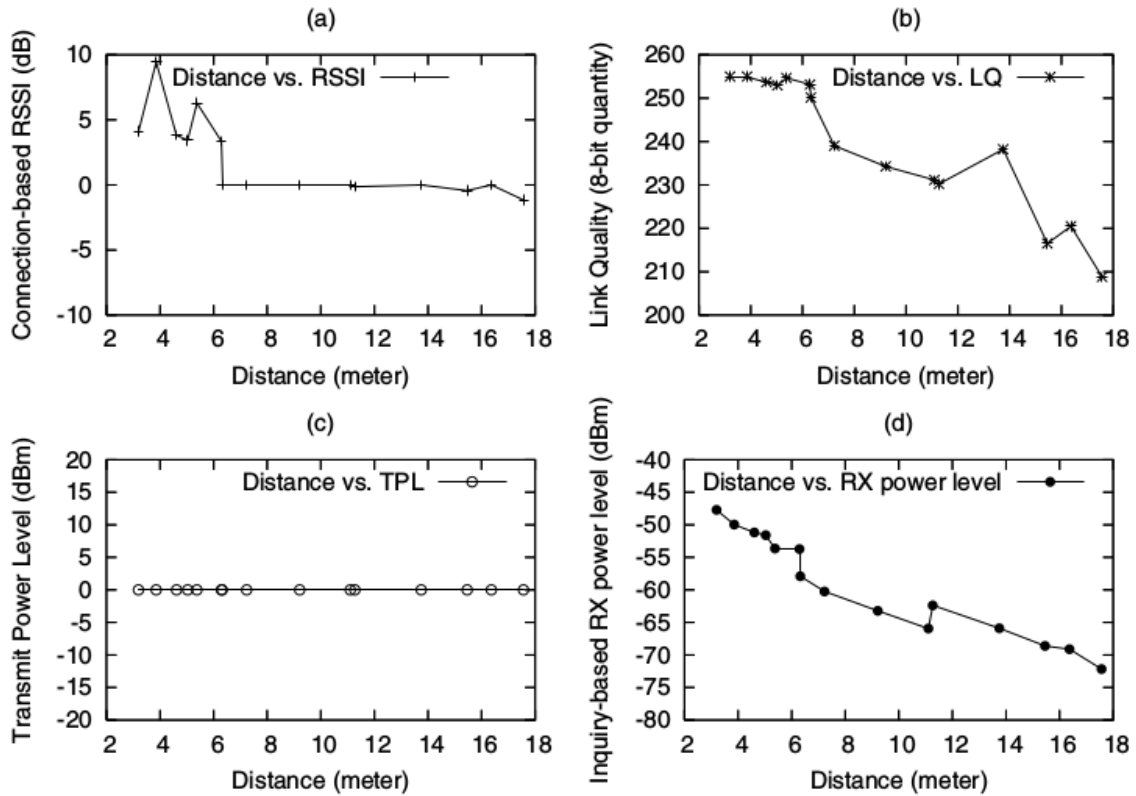 (a)
Connection-based RSSI (dB)
10
5
0
-5
-10
Distance vs. RSSI
2 4 6 8 10 12 14 16 18
Distance (meter)
(b)
Link Quality (8-bit quantity)
260
250
240
230
220
210
200
Distance vs. LQ
2 4 6 8 10 12 14 16 18
Distance (meter)
(c)
Transmit Power Level (dBm)
20
15
10
5
0
-5
-10
-15
-20
Distance vs. TPL
2 4 6 8 10 12 14 16 18
Distance (meter)
(d)
Inquiry-based RX power level (dBm)
-40
-45
-50
-55
-60
-65
-70
-75
-80
Distance vs. RX power level
2 4 6 8 10 12 14 16 18
Distance (meter)